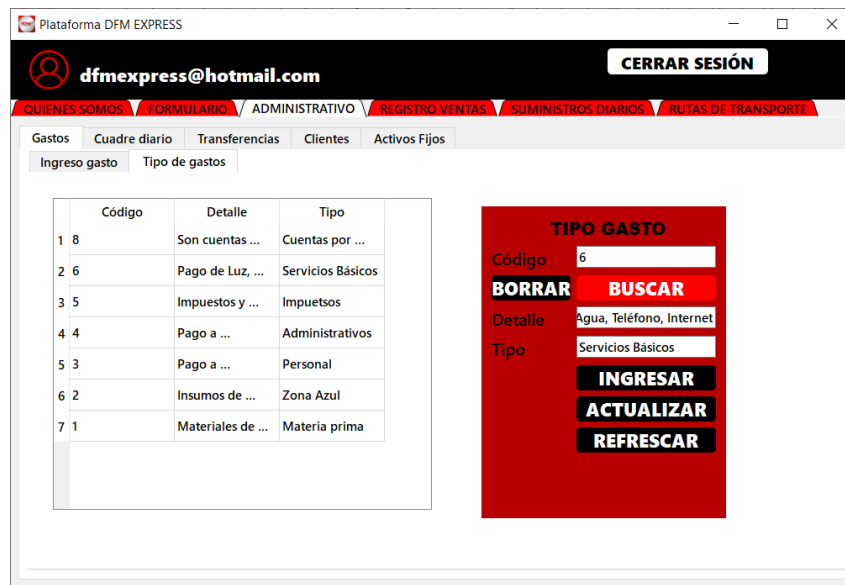 Plataforma DFM EXPRESS
dfmexpress@hotmail.com
CERRAR SESIÓN
QUIENES SOMOS FORMULARIO ADMINISTRATIVO REGISTRO VENTAS SUMINISTROS DIARIOS RUTAS DE TRANSPORTE
Gastos Cuadre diario Transferencias Clientes Activos Fijos
Ingreso gasto Tipo de gastos
Código Detalle Tipo
1 8 Son cuentas ... Cuentas por ...
2 6 Pago de Luz, ... Servicios Básicos
3 5 Impuestos y ... Impuetsos
4 4 Pago a ... Administrativos
5 3 Pago a ... Personal
6 2 Insumos de ... Zona Azul
7 1 Materiales de ... Materia prima
TIPO GASTO
Código 6
BORRAR BUSCAR
Detalle Agua, Teléfono, Internet
Tipo Servicios Básicos
INGRESAR
ACTUALIZAR
REFRESCAR